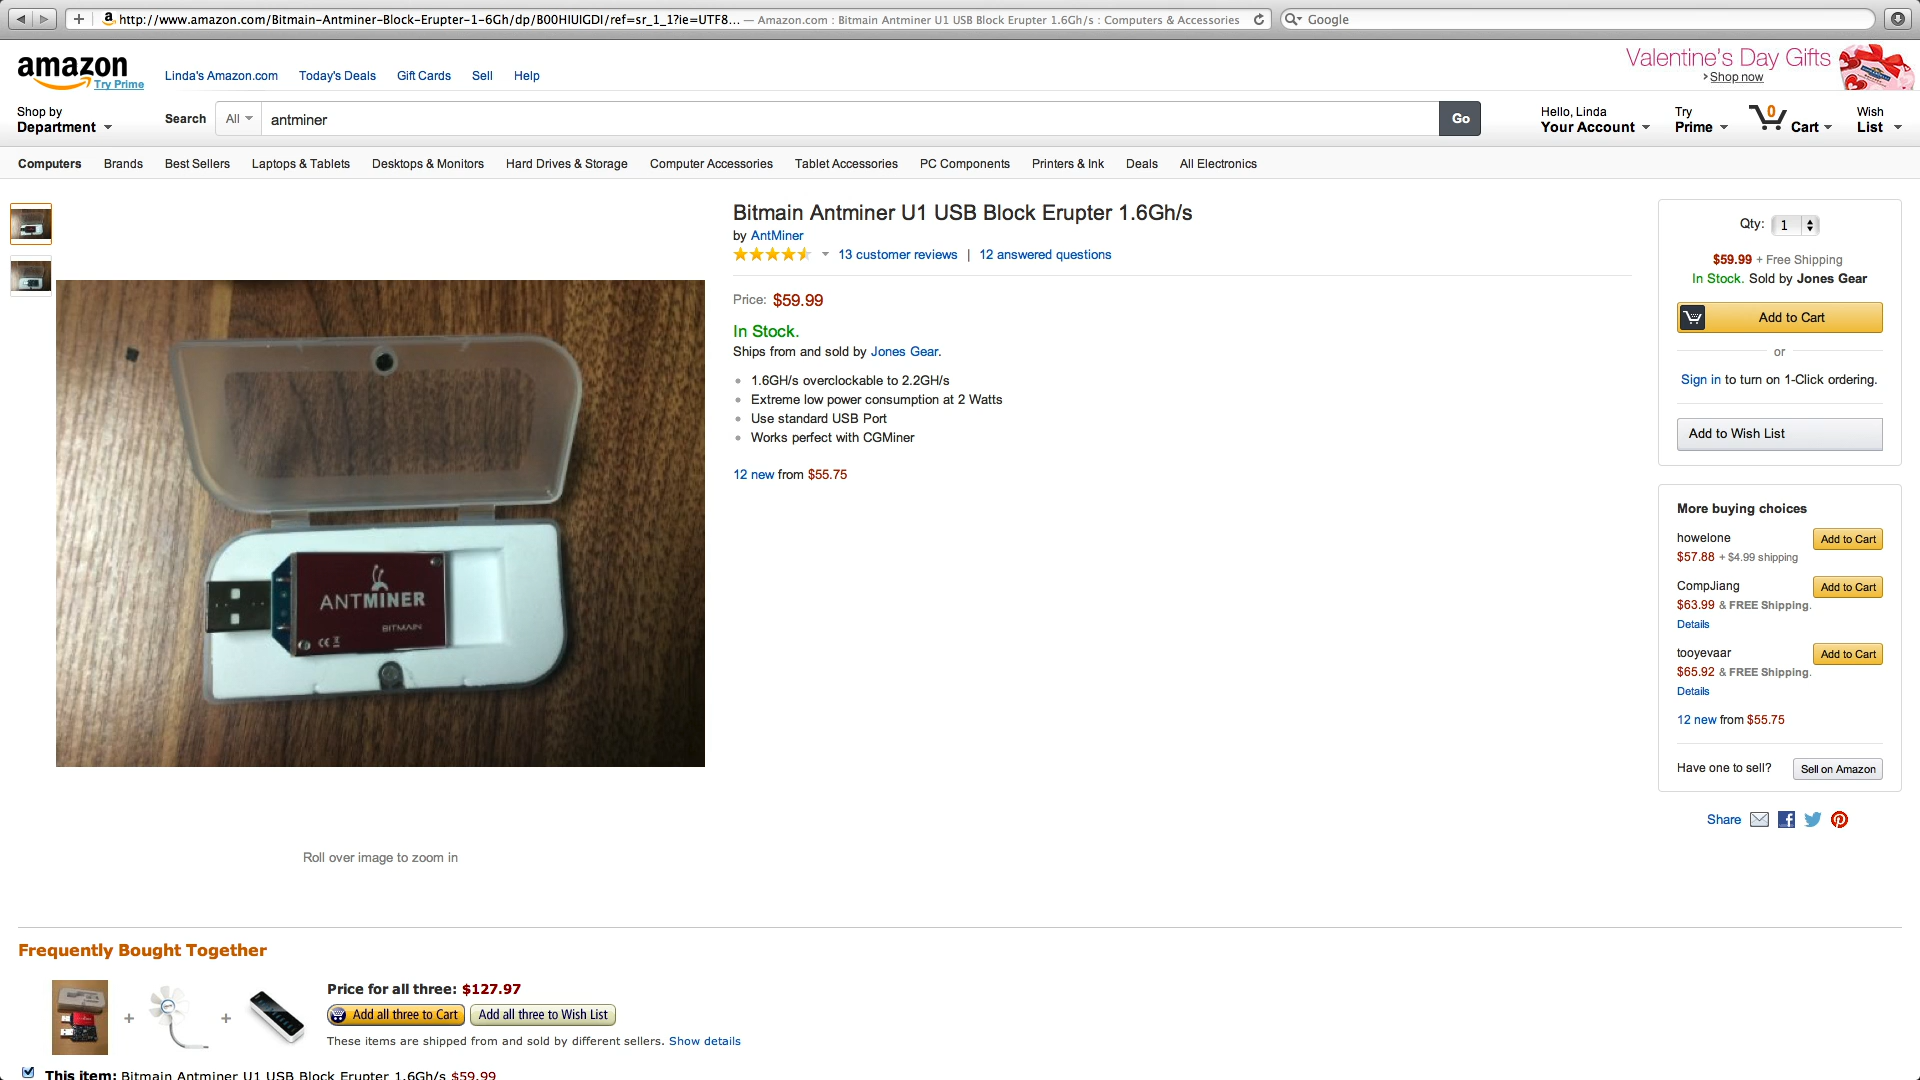 http://www.amazon.com/Bitmain-Antminer-Block-Erupter-1-6Gh/dp/B00HIUIGDI/ref=sr_1_1?ie=UTF8... — Amazon.com : Bitmain Antminer U1 USB Block Erupter 1.6Gh/s : Computers & Accessories
Google
amazon
Try Prime
Linda's Amazon.com Today's Deals Gift Cards Sell Help
Valentine's Day Gifts
Shop now
Shop by
Department
Search All antminer Go
Hello, Linda
Your Account
Try
Prime
0
Cart
Wish
List
Computers Brands Best Sellers Laptops & Tablets Desktops & Monitors Hard Drives & Storage Computer Accessories Tablet Accessories PC Components Printers & Ink Deals All Electronics
ANTMINER
BITMAIN
CE
Roll over image to zoom in
Bitmain Antminer U1 USB Block Erupter 1.6Gh/s
by AntMiner
13 customer reviews | 12 answered questions
Price: $59.99
In Stock.
Ships from and sold by Jones Gear.
1.6GH/s overclockable to 2.2GH/s
Extreme low power consumption at 2 Watts
Use standard USB Port
Works perfect with CGMiner
12 new from $55.75
Qty: 1
$59.99 + Free Shipping
In Stock. Sold by Jones Gear
Add to Cart
or
Sign in to turn on 1-Click ordering.
Add to Wish List
More buying choices
howelone
Add to Cart
$57.88 + $4.99 shipping
CompJiang
Add to Cart
$63.99 & FREE Shipping.
Details
tooyevaar
Add to Cart
$65.92 & FREE Shipping.
Details
12 new from $55.75
Have one to sell? Sell on Amazon
Share
Frequently Bought Together
Price for all three: $127.97
Add all three to Cart Add all three to Wish List
These items are shipped from and sold by different sellers. Show details
This item: Bitmain Antminer U1 USB Block Erupter 1.6Gh/s $59.99